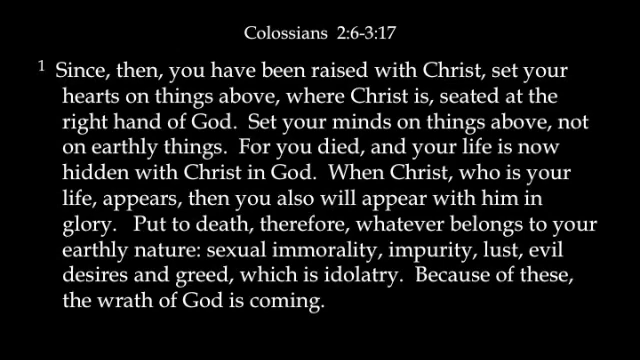 Colossians 2:6-3:17
1 Since, then, you have been raised with Christ, set your
hearts on things above, where Christ is, seated at the
right hand of God. Set your minds on things above, not
on earthly things. For you died, and your life is now
hidden with Christ in God. When Christ, who is your
life, appears, then you also will appear with him in
glory. Put to death, therefore, whatever belongs to your
earthly nature: sexual immorality, impurity, lust, evil
desires and greed, which is idolatry. Because of these,
the wrath of God is coming.